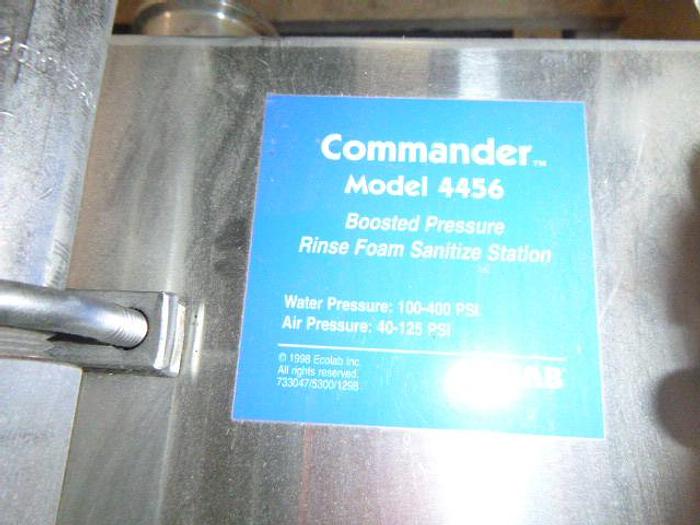 Commander™
Model 4456
Boosted Pressure
Rinse Foam Sanitize Station
Water Pressure: 100-400 PSI
Air Pressure: 40-125 PSI
© 1998 Ecolab Inc.
All rights reserved.
733047/5300/1298